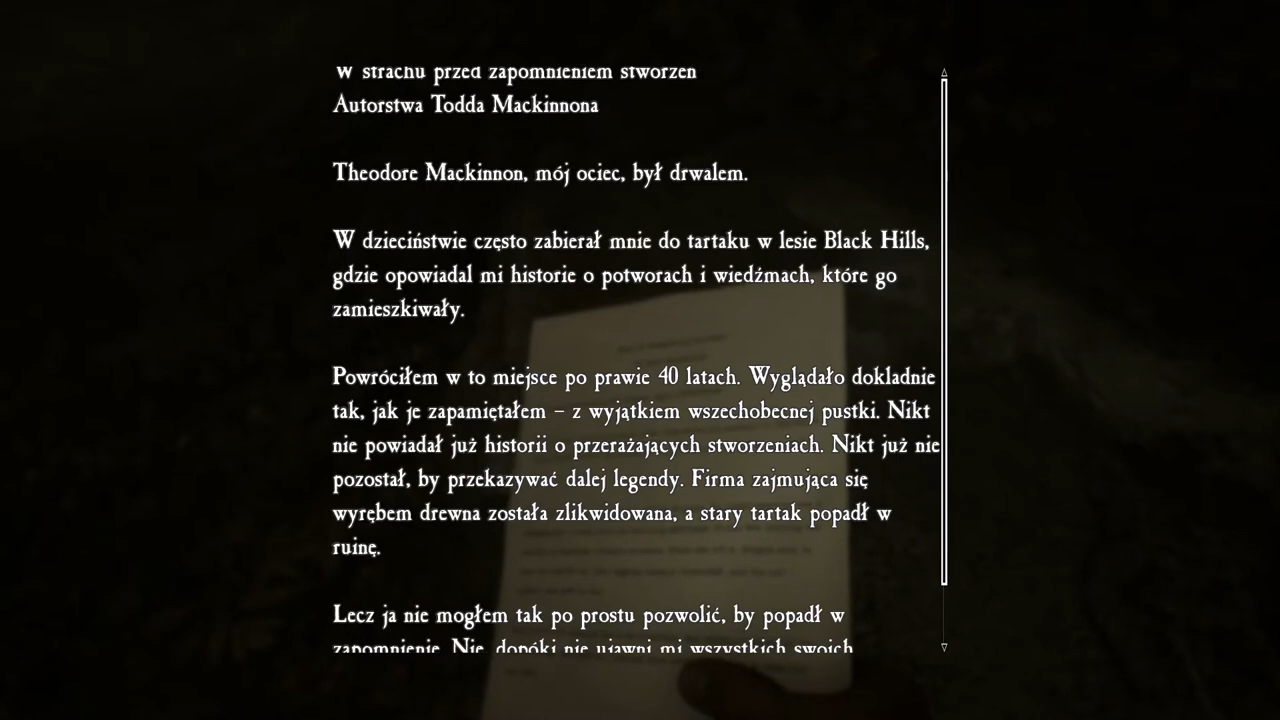 W strachu przed zapomnieniem stworzen
Autorstwa Todda Mackinnona
Theodore Mackinnon, mój ociec, był drwalem.
W dzieciństwie często zabierał mnie do tartaku w lesie Black Hills,
gdzie opowiadal mi historie o potworach i wiedźmach, które go
zamieszkiwały.
Powróciłem w to miejsce po prawie 40 latach. Wyglądało dokladnie
tak, jak je zapamiętałem – z wyjątkiem wszechobecnej pustki. Nikt
nie powiadał już historii o przerażających stworzeniach. Nikt już nie
pozostał, by przekazywać dalej legendy. Firma zajmująca się
wyrębem drewna została zlikwidowana, a stary tartak popadł w
ruinę.
Lecz ja nie mogłem tak po prostu pozwolić, by popadł w
zapomnienie. Nie, dopóki nie ujawni mi wszystkich swoich